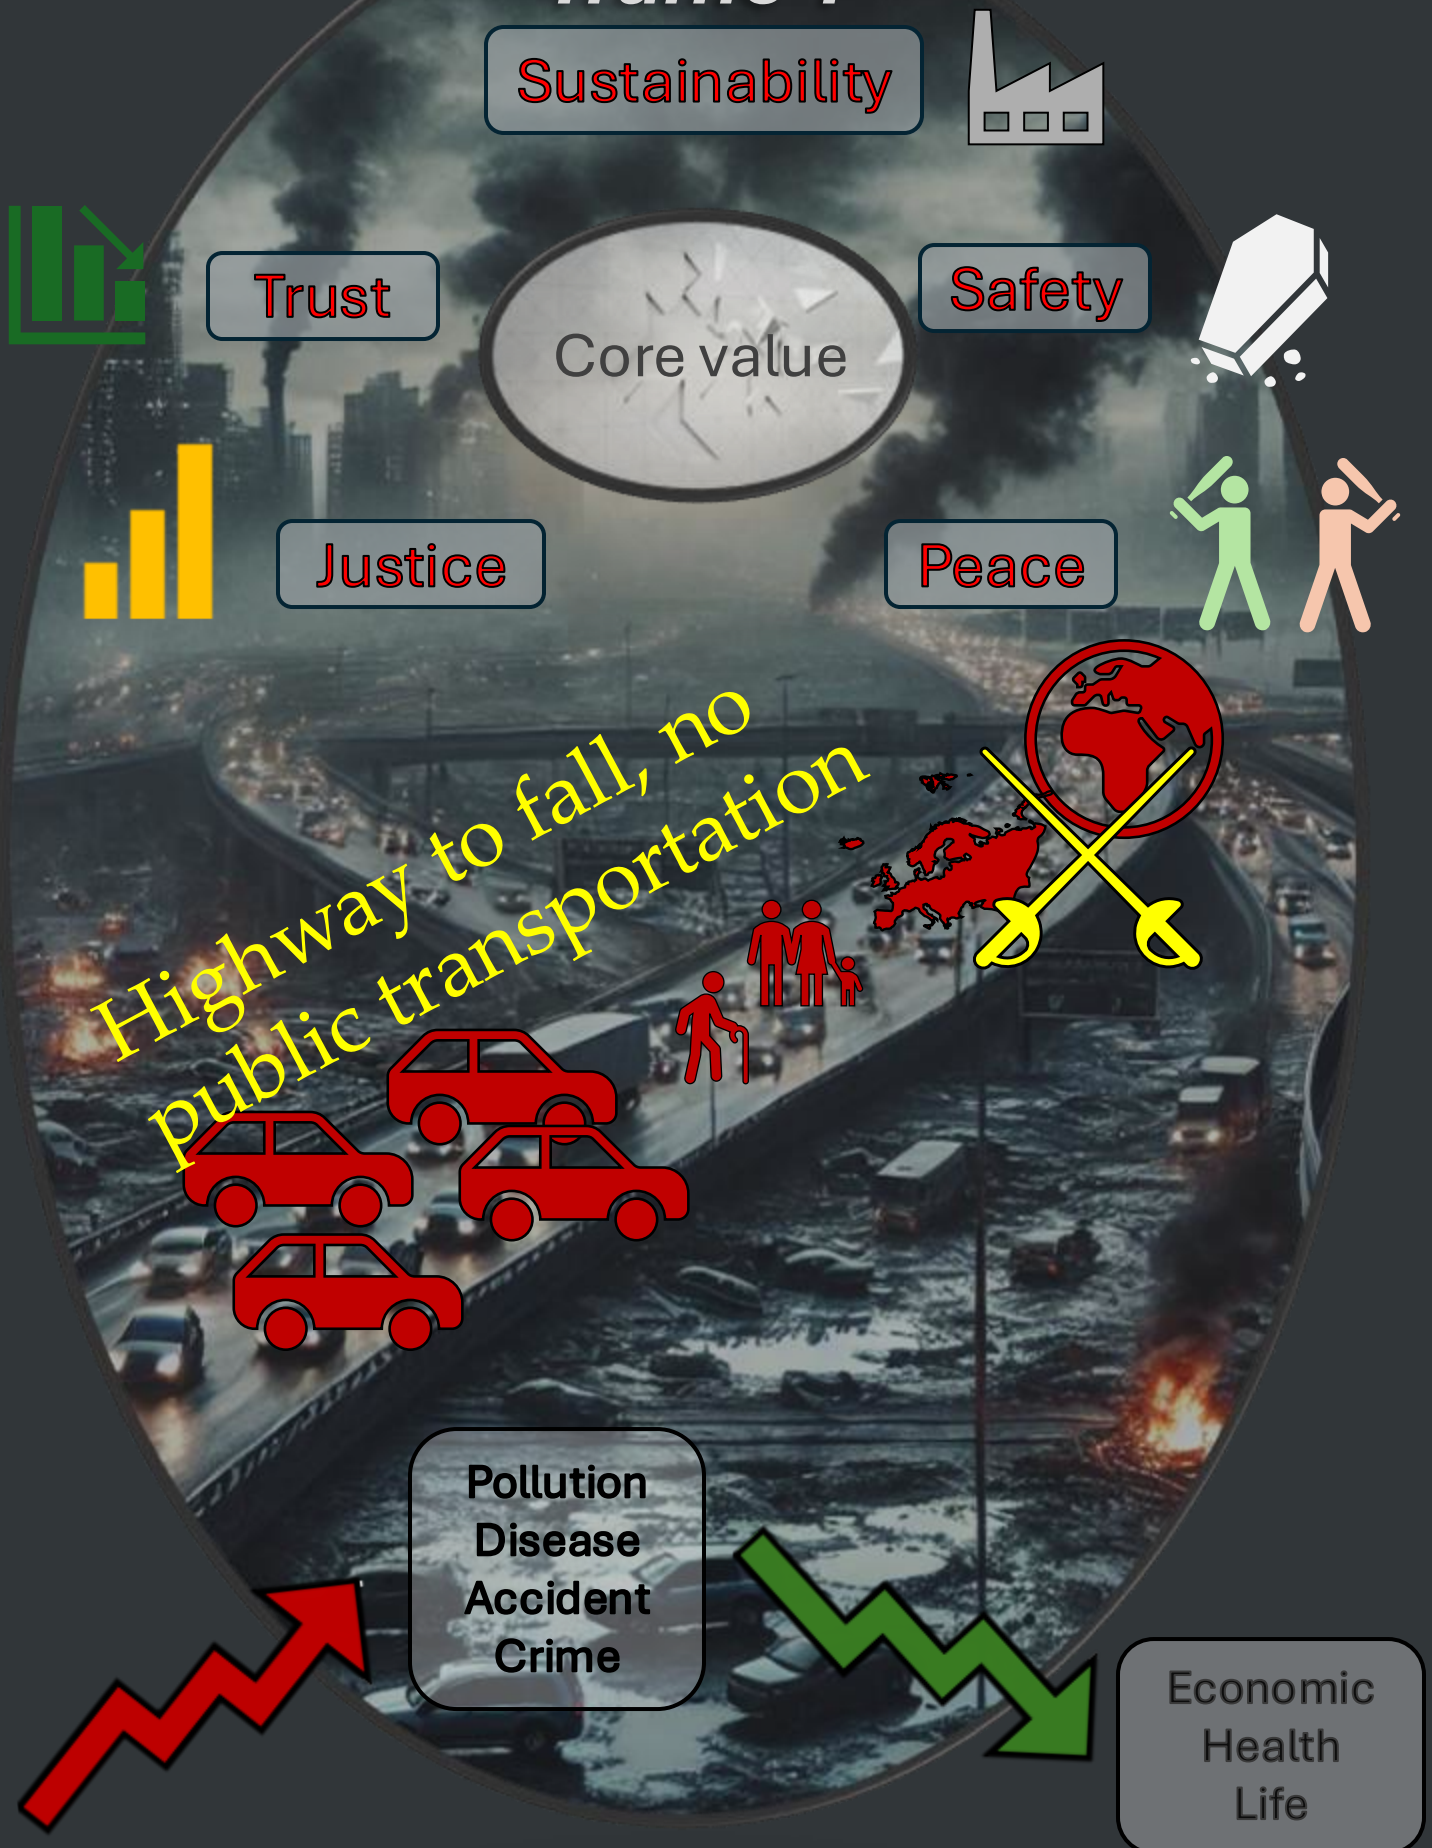 Sustainability
Trust
Safety
Core value
Justice
Peace
Highway to fall, no
public transportation
Pollution
Disease
Accident
Crime
Economic
Health
Life